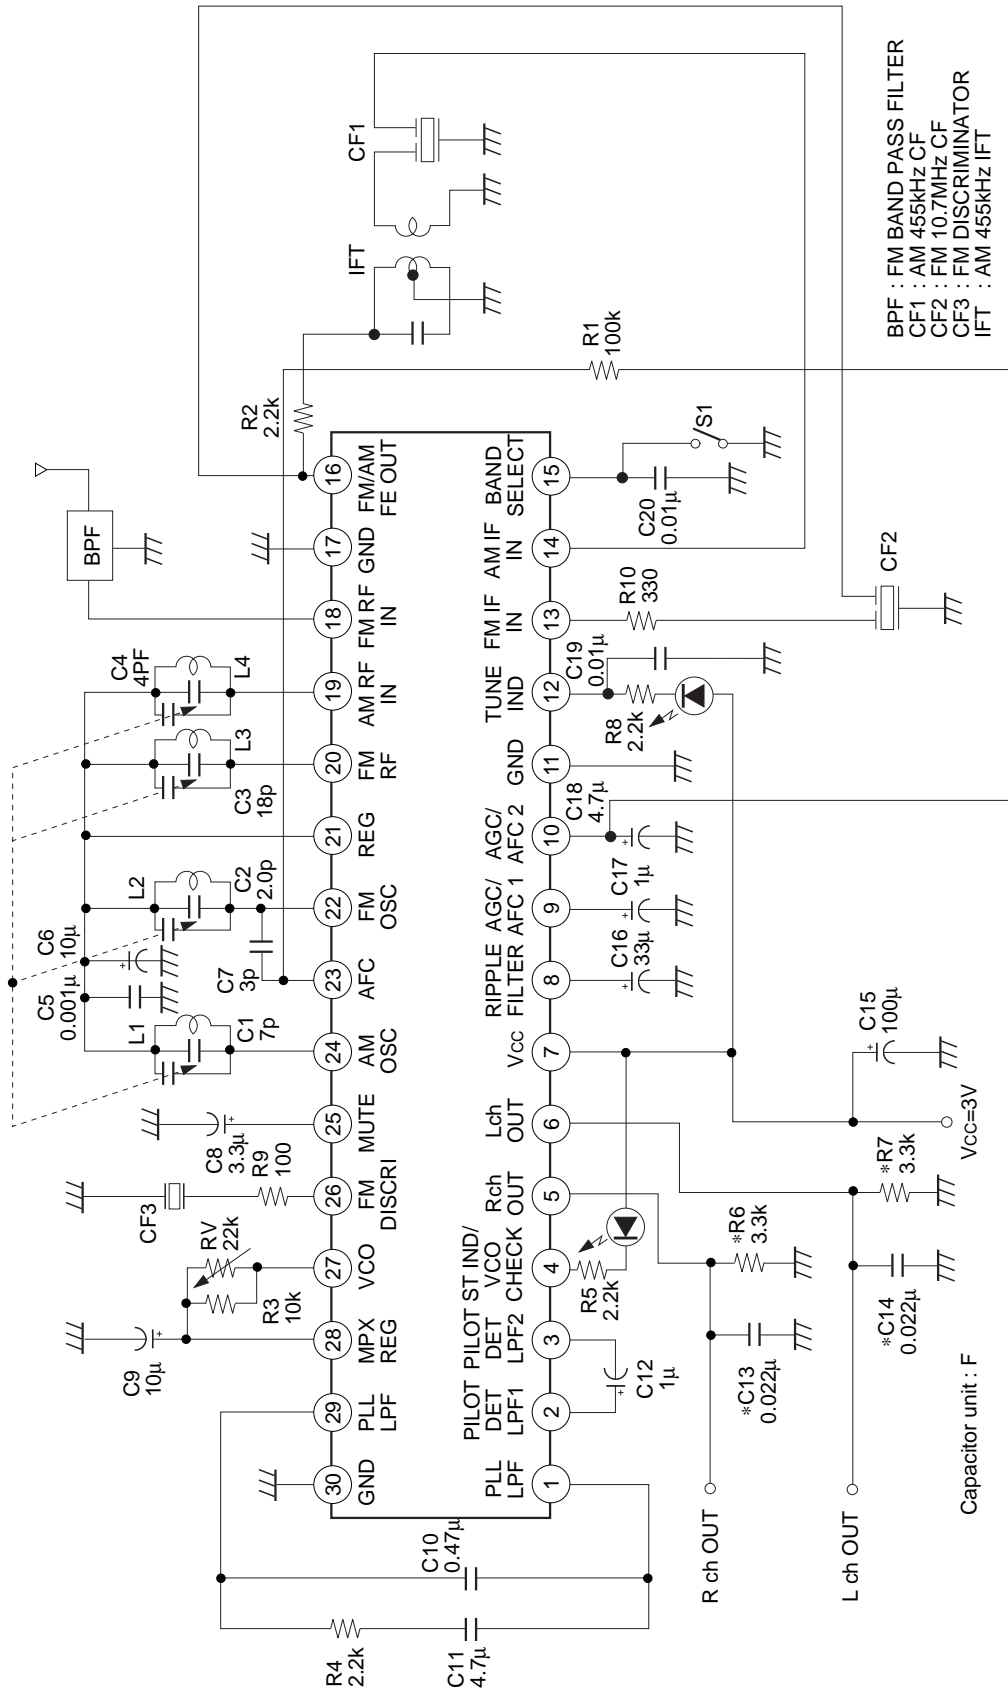 C6
10µ
C5
0.001µ
L1
L2
C4
4PF
L3
L4
C9
10µ
CF3
RV
22k
R3
10k
C8
3.3µ
R9
100
C1
7p
C7
3p
C2
2.0p
C3
18p
BPF
R2
2.2k
IFT
CF1
R4
2.2k
C11
4.7µ
C10
0.47µ
30
29
28
27
26
25
24
23
22
21
20
19
18
17
16
GND
PLL
LPF
MPX
REG
VCO
FM
DISCRI
MUTE
AM
OSC
AFC
FM
OSC
REG
FM
RF
AM RF
IN
FM RF
IN
GND
FM/AM
FE OUT
PLL
LPF
PILOT
DET
LPF1
PILOT
DET
LPF2
ST IND/
VCO
CHECK
Rch
OUT
Lch
OUT
Vcc
RIPPLE
FILTER
AGC/
AFC 1
AGC/
AFC 2
GND
TUNE
IND
FM IF
IN
AM IF
IN
BAND
SELECT
1
2
3
4
5
6
7
8
9
10
11
12
13
14
15
C12
1µ
R5
2.2k
C16
33µ
C17
1µ
C18
4.7µ
R8
2.2k
C19
0.01µ
R10
330
C20
0.01µ
S1
R1
100k
R ch OUT
*C13
0.022µ
*R6
3.3k
L ch OUT
*C14
0.022µ
*R7
3.3k
C15
100µ
Vcc=3V
CF2
Capacitor unit : F
BPF : FM BAND PASS FILTER
CF1 : AM 455kHz CF
CF2 : FM 10.7MHz CF
CF3 : FM DISCRIMINATOR
IFT : AM 455kHz IFT